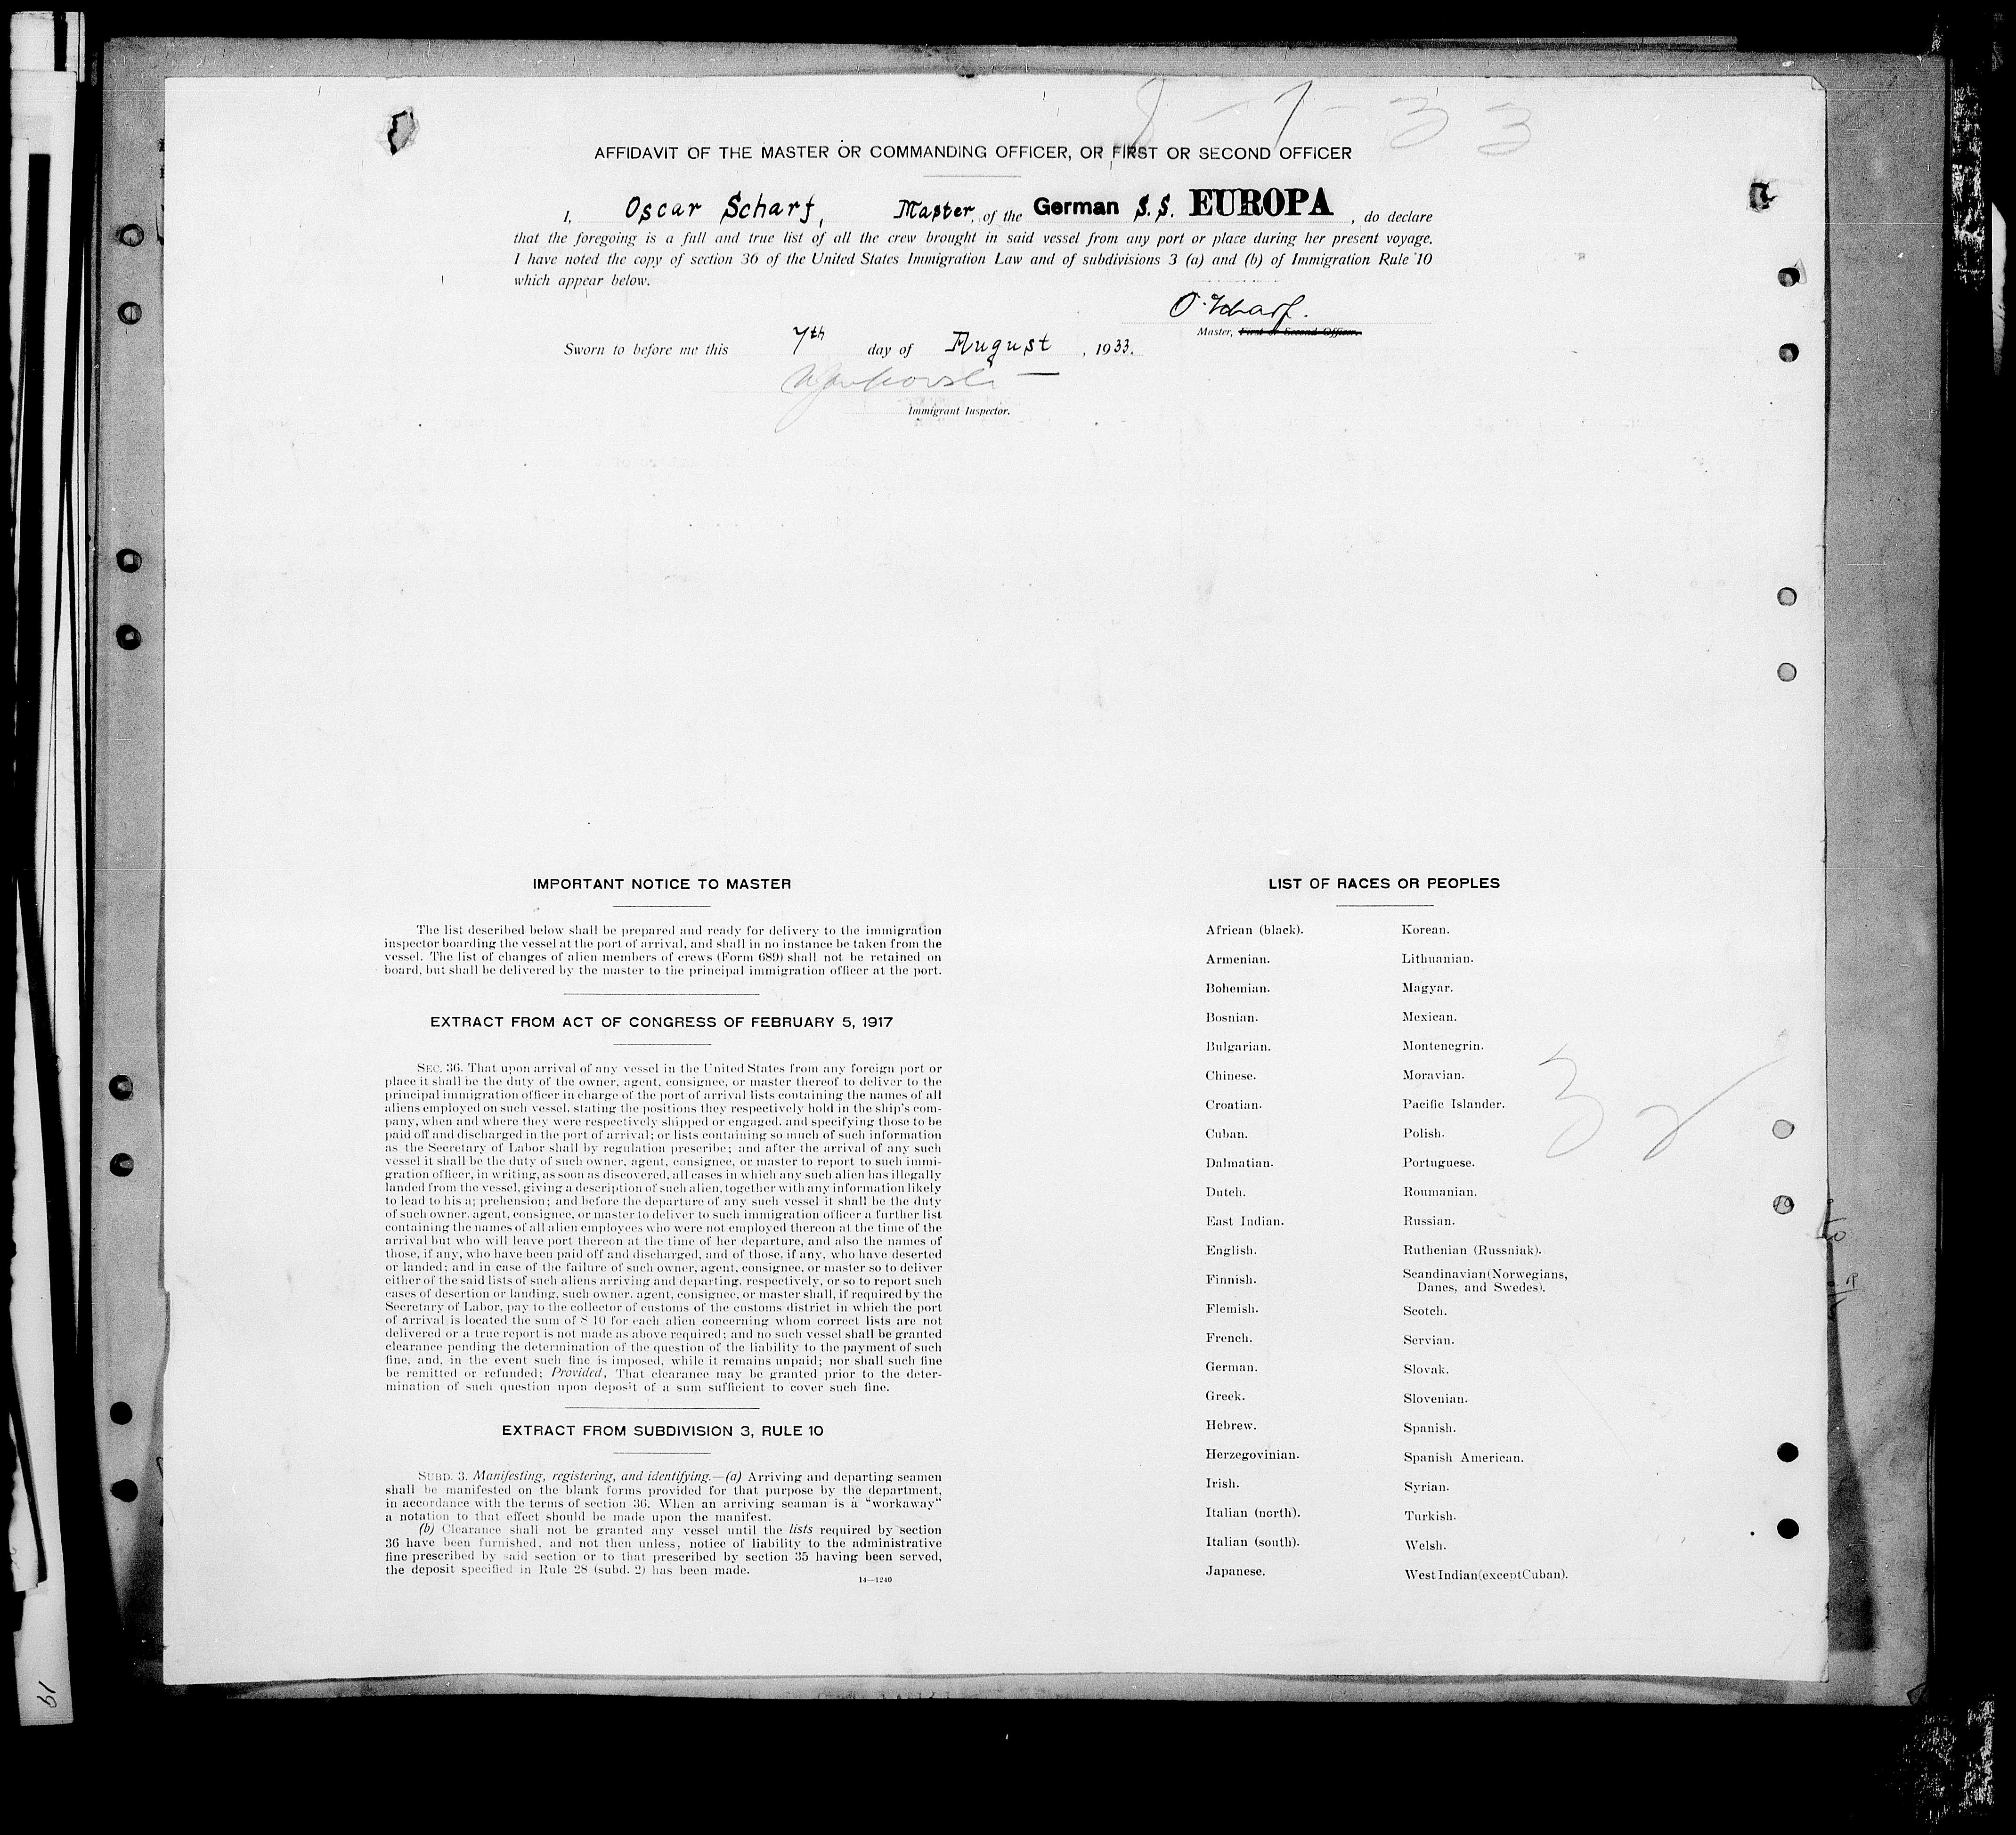 8-7-33
AFFIDAVIT OF THE MASTER OR COMMANDING OFFICER, OR FIRST OR SECOND OFFICER
I, Oscar Scharf, Master, of the German S.S. EUROPA, do declare
that the foregoing is a full and true list of all the crew brought in said vessel from any port or place during her present voyage.
I have noted the copy of section 36 of the United States Immigration Law and of subdivisions 3 (a) and (b) of Immigration Rule 10
which appear below.
O. Scharf.
Master, First or Second Officer.
Sworn to before me this 7th day of August, 1933.
Immigrant Inspector.
IMPORTANT NOTICE TO MASTER
The list described below shall be prepared and ready for delivery to the immigration
inspector boarding the vessel at the port of arrival, and shall in no instance be taken from the
vessel. The list of changes of alien members of crews (Form 689) shall not be retained on
board, but shall be delivered by the master to the principal immigration officer at the port.
EXTRACT FROM ACT OF CONGRESS OF FEBRUARY 5, 1917
SEC. 36. That upon arrival of any vessel in the United States from any foreign port or
place it shall be the duty of the owner, agent, consignee, or master thereof to deliver to the
principal immigration officer in charge of the port of arrival lists containing the names of all
aliens employed on such vessel, stating the positions they respectively hold in the ship's com-
pany, when and where they were respectively shipped or engaged, and specifying those to be
paid off and discharged in the port of arrival; or lists containing so much of such information
as the Secretary of Labor shall by regulation prescribe; and after the arrival of any such
vessel it shall be the duty of such owner, agent, consignee, or master to report to such immi-
gration officer, in writing, as soon as discovered, all cases in which any such alien has illegally
landed from the vessel, giving a description of such alien, together with any information likely
to lead to his apprehension; and before the departure of any such vessel it shall be the duty
of such owner, agent, consignee, or master to deliver to such immigration officer a further list
containing the names of all alien employees who were not employed thereon at the time of the
arrival but who will leave port thereon at the time of her departure, and also the names of
those, if any, who have been paid off and discharged, and of those, if any, who have deserted
or landed; and in case of the failure of such owner, agent, consignee, or master so to deliver
either of the said lists of such aliens arriving and departing, respectively, or so to report such
cases of desertion or landing, such owner, agent, consignee, or master shall, if required by the
Secretary of Labor, pay to the collector of customs of the customs district in which the port
of arrival is located the sum of $ 10 for each alien concerning whom correct lists are not
delivered or a true report is not made as above required; and no such vessel shall be granted
clearance pending the determination of the question of the liability to the payment of such
fine, and, in the event such fine is imposed, while it remains unpaid; nor shall such fine
be remitted or refunded; Provided, That clearance may be granted prior to the deter-
mination of such question upon deposit of a sum sufficient to cover such fine.
EXTRACT FROM SUBDIVISION 3, RULE 10
SUBD. 3. Manifesting, registering, and identifying.—(a) Arriving and departing seamen
shall be manifested on the blank forms provided for that purpose by the department,
in accordance with the terms of section 36. When an arriving seaman is a "workaway"
a notation to that effect should be made upon the manifest.
(b) Clearance shall not be granted any vessel until the lists required by section
36 have been furnished, and not then unless, notice of liability to the administrative
fine prescribed by said section or to that prescribed by section 35 having been served,
the deposit specified in Rule 28 (subd. 2) has been made.
14—1240
LIST OF RACES OR PEOPLES
African (black).
Armenian.
Bohemian.
Bosnian.
Bulgarian.
Chinese.
Croatian.
Cuban.
Dalmatian.
Dutch.
East Indian.
English.
Finnish.
Flemish.
French.
German.
Greek.
Hebrew.
Herzegovinian.
Irish.
Italian (north).
Italian (south).
Japanese.
Korean.
Lithuanian.
Magyar.
Mexican.
Montenegrin.
Moravian.
Pacific Islander.
Polish.
Portuguese.
Roumanian.
Russian.
Ruthenian (Russniak).
Scandinavian (Norwegians,
Danes, and Swedes).
Scotch.
Servian.
Slovak.
Slovenian.
Spanish.
Spanish American.
Syrian.
Turkish.
Welsh.
West Indian (except Cuban).
32
19